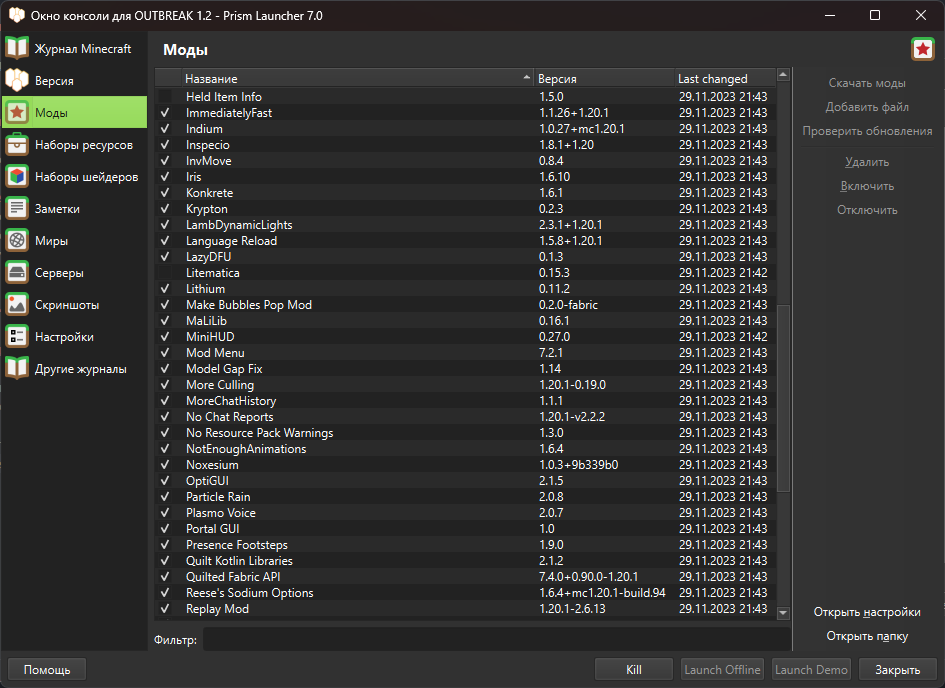 Окно консоли для OUTBREAK 1.2 - Prism Launcher 7.0
Журнал Minecraft
Версия
Моды
Наборы ресурсов
Наборы шейдеров
Заметки
Миры
Серверы
Скриншоты
Настройки
Другие журналы
Моды
Название Версия Last changed
Held Item Info 1.5.0 29.11.2023 21:43
ImmediatelyFast 1.1.26+1.20.1 29.11.2023 21:43
Indium 1.0.27+mc1.20.1 29.11.2023 21:43
Inspecio 1.8.1+1.20 29.11.2023 21:43
InvMove 0.8.4 29.11.2023 21:43
Iris 1.6.10 29.11.2023 21:43
Konkrete 1.6.1 29.11.2023 21:43
Krypton 0.2.3 29.11.2023 21:43
LambDynamicLights 2.3.1+1.20.1 29.11.2023 21:43
Language Reload 1.5.8+1.20.1 29.11.2023 21:43
LazyDFU 0.1.3 29.11.2023 21:43
Litematica 0.15.3 29.11.2023 21:42
Lithium 0.11.2 29.11.2023 21:43
Make Bubbles Pop Mod 0.2.0-fabric 29.11.2023 21:43
MaLiLib 0.16.1 29.11.2023 21:43
MiniHUD 0.27.0 29.11.2023 21:42
Mod Menu 7.2.1 29.11.2023 21:43
Model Gap Fix 1.14 29.11.2023 21:43
More Culling 1.20.1-0.19.0 29.11.2023 21:43
MoreChatHistory 1.1.1 29.11.2023 21:43
No Chat Reports 1.20.1-v2.2.2 29.11.2023 21:43
No Resource Pack Warnings 1.3.0 29.11.2023 21:43
NotEnoughAnimations 1.6.4 29.11.2023 21:43
Noxesium 1.0.3+9b339b0 29.11.2023 21:43
OptiGUI 2.1.5 29.11.2023 21:43
Particle Rain 2.0.8 29.11.2023 21:43
Plasmo Voice 2.0.7 29.11.2023 21:43
Portal GUI 1.0 29.11.2023 21:43
Presence Footsteps 1.9.0 29.11.2023 21:43
Quilt Kotlin Libraries 2.1.2 29.11.2023 21:43
Quilted Fabric API 7.4.0+0.90.0-1.20.1 29.11.2023 21:43
Reese's Sodium Options 1.6.4+mc1.20.1-build.94 29.11.2023 21:43
Replay Mod 1.20.1-2.6.13 29.11.2023 21:43
Фильтр:
Скачать моды
Добавить файл
Проверить обновления
Удалить
Включить
Отключить
Открыть настройки
Открыть папку
Помощь Kill Launch Offline Launch Demo Закрыть